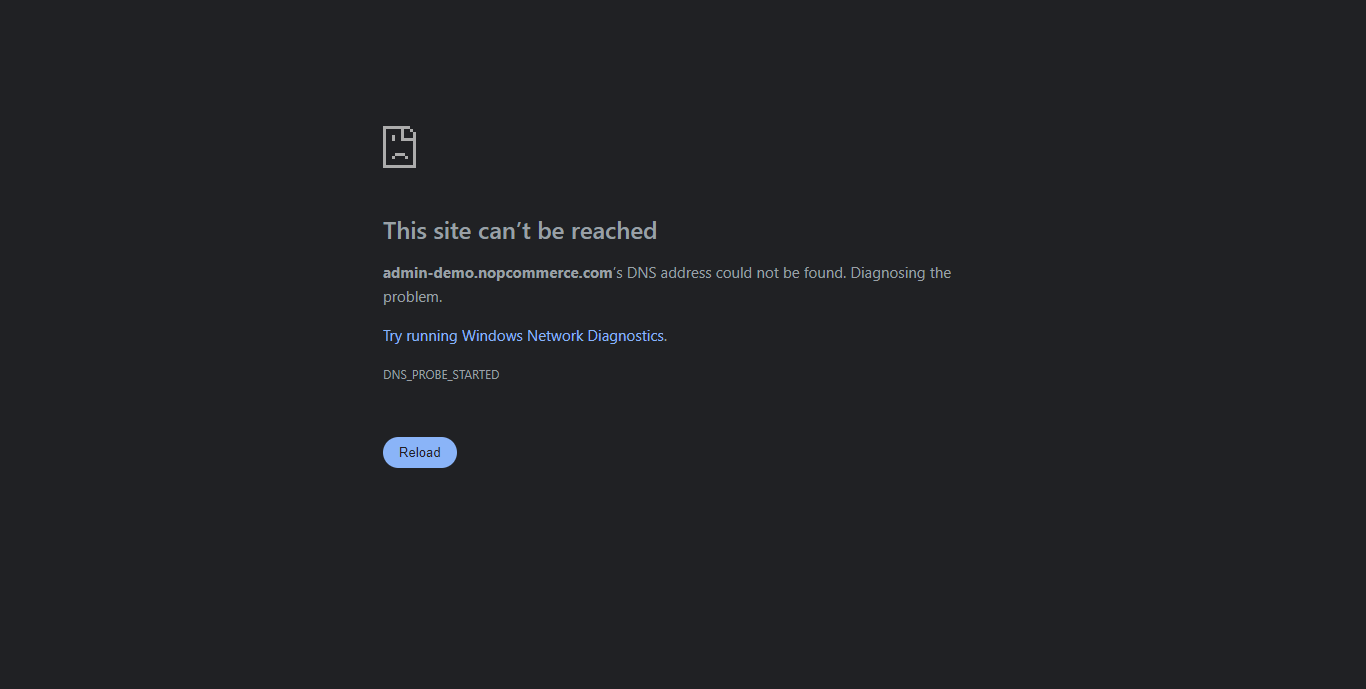 This site can’t be reached
admin-demo.nopcommerce.com’s DNS address could not be found. Diagnosing the
problem.
Try running Windows Network Diagnostics.
DNS_PROBE_STARTED
Reload